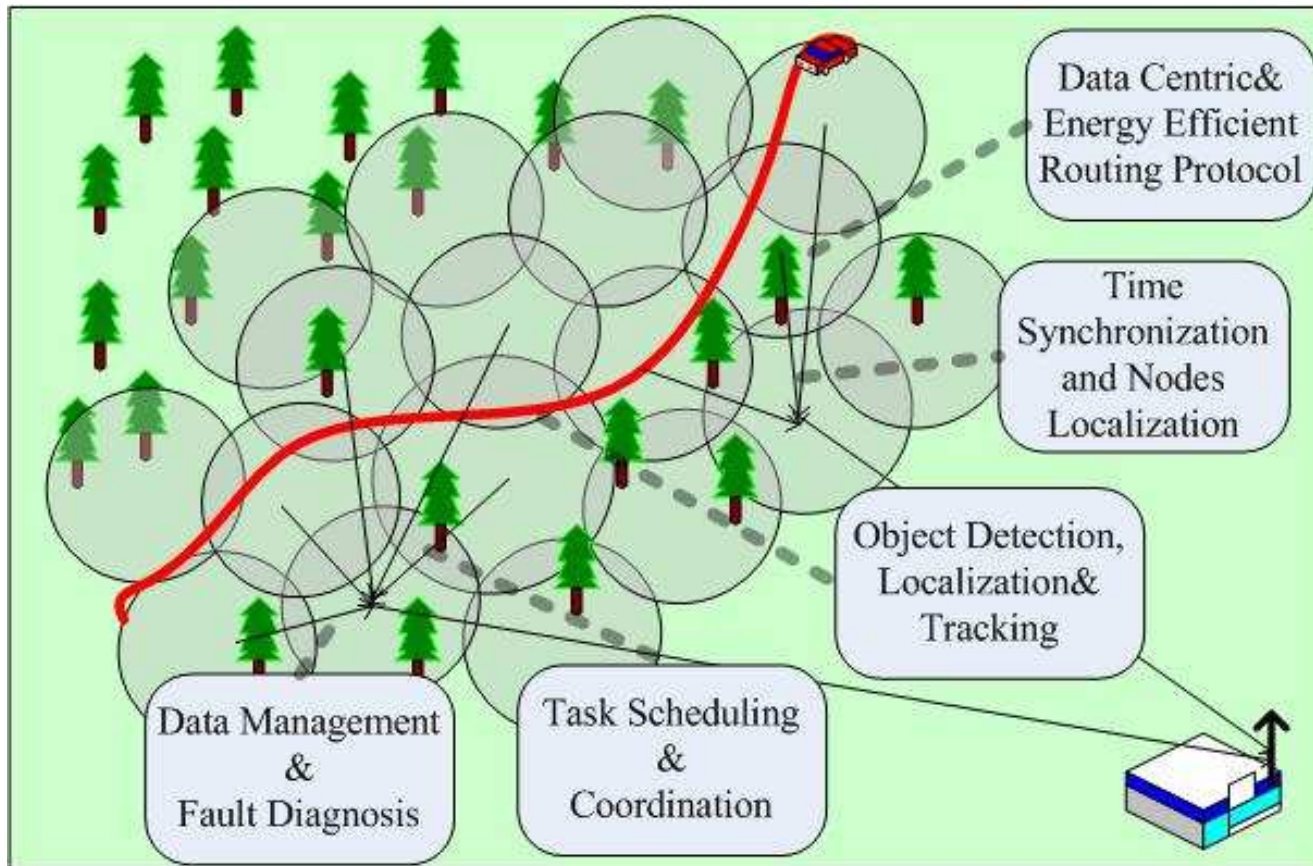 Data Centric&
Energy Efficient
Routing Protocol
Time
Synchronization
and Nodes
Localization
Object Detection,
Localization&
Tracking
Task Scheduling
&
Coordination
Data Management
&
Fault Diagnosis